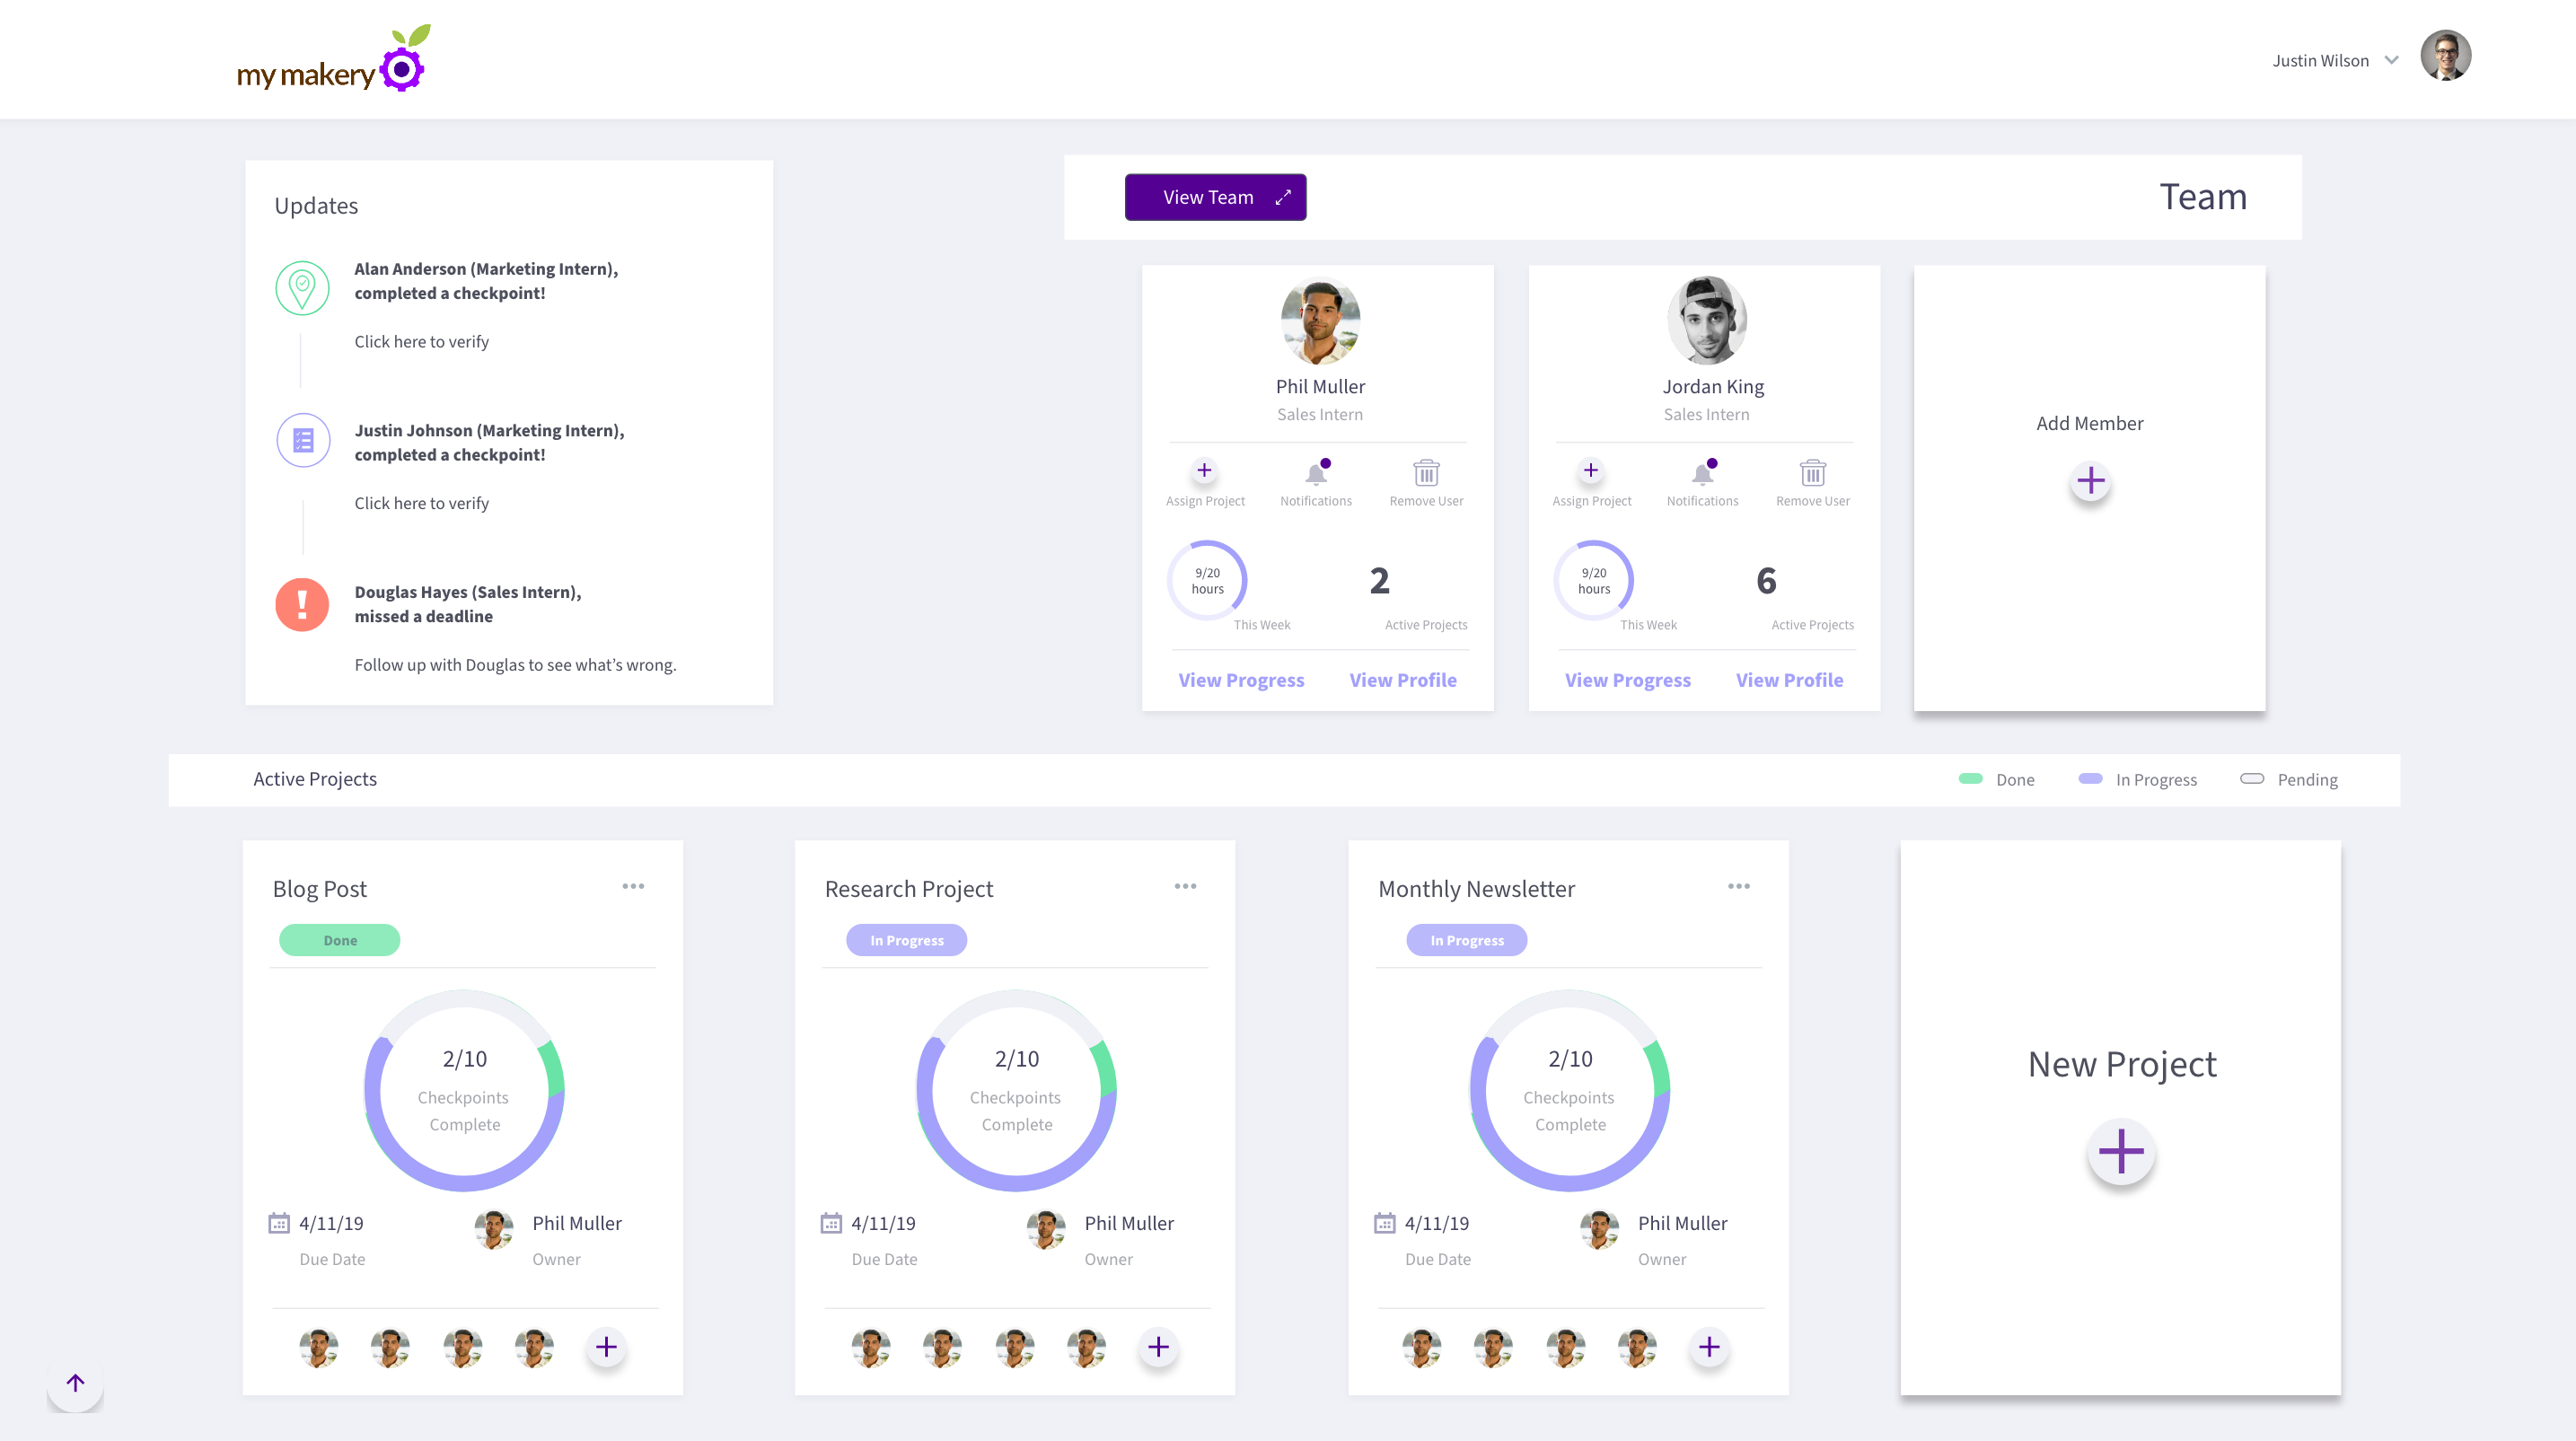 my makery
Justin Wilson
Updates
Alan Anderson (Marketing Intern),
completed a checkpoint!
Click here to verify
Justin Johnson (Marketing Intern),
completed a checkpoint!
Click here to verify
Douglas Hayes (Sales Intern),
missed a deadline
Follow up with Douglas to see what’s wrong.
View Team
Team
Phil Muller
Sales Intern
Assign Project
Notifications
Remove User
9/20
hours
This Week
2
Active Projects
View Progress
View Profile
Jordan King
Sales Intern
Assign Project
Notifications
Remove User
9/20
hours
This Week
6
Active Projects
View Progress
View Profile
Add Member
Active Projects
Done
In Progress
Pending
Blog Post
Done
2/10
Checkpoints
Complete
4/11/19
Due Date
Phil Muller
Owner
Research Project
In Progress
2/10
Checkpoints
Complete
4/11/19
Due Date
Phil Muller
Owner
Monthly Newsletter
In Progress
2/10
Checkpoints
Complete
4/11/19
Due Date
Phil Muller
Owner
New Project